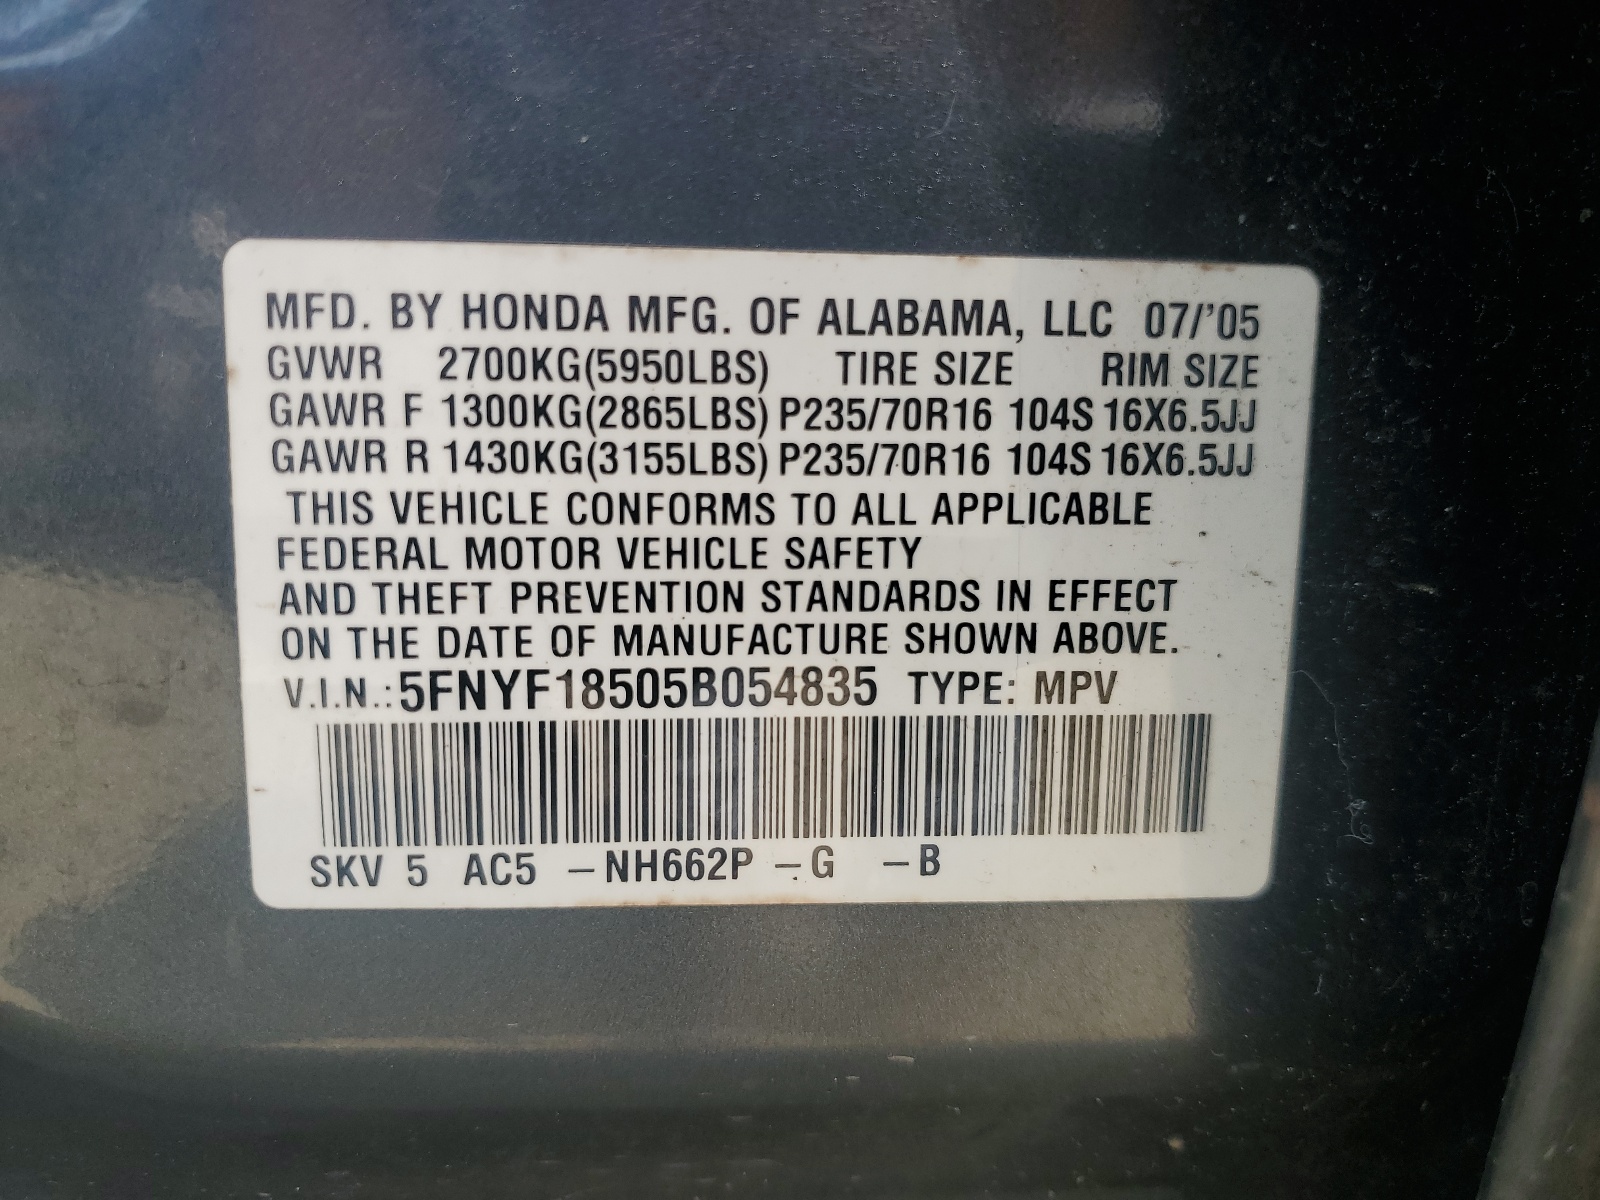 MFD. BY HONDA MFG. OF ALABAMA, LLC 07/'05
GVWR 2700KG(5950LBS) TIRE SIZE RIM SIZE
GAWR F 1300KG(2865LBS) P235/70R16 104S 16X6.5JJ
GAWR R 1430KG(3155LBS) P235/70R16 104S 16X6.5JJ
THIS VEHICLE CONFORMS TO ALL APPLICABLE
FEDERAL MOTOR VEHICLE SAFETY
AND THEFT PREVENTION STANDARDS IN EFFECT
ON THE DATE OF MANUFACTURE SHOWN ABOVE.
V.I.N.: 5FNYF18505B054835 TYPE: MPV
SKV 5 AC5 –NH662P –G –B